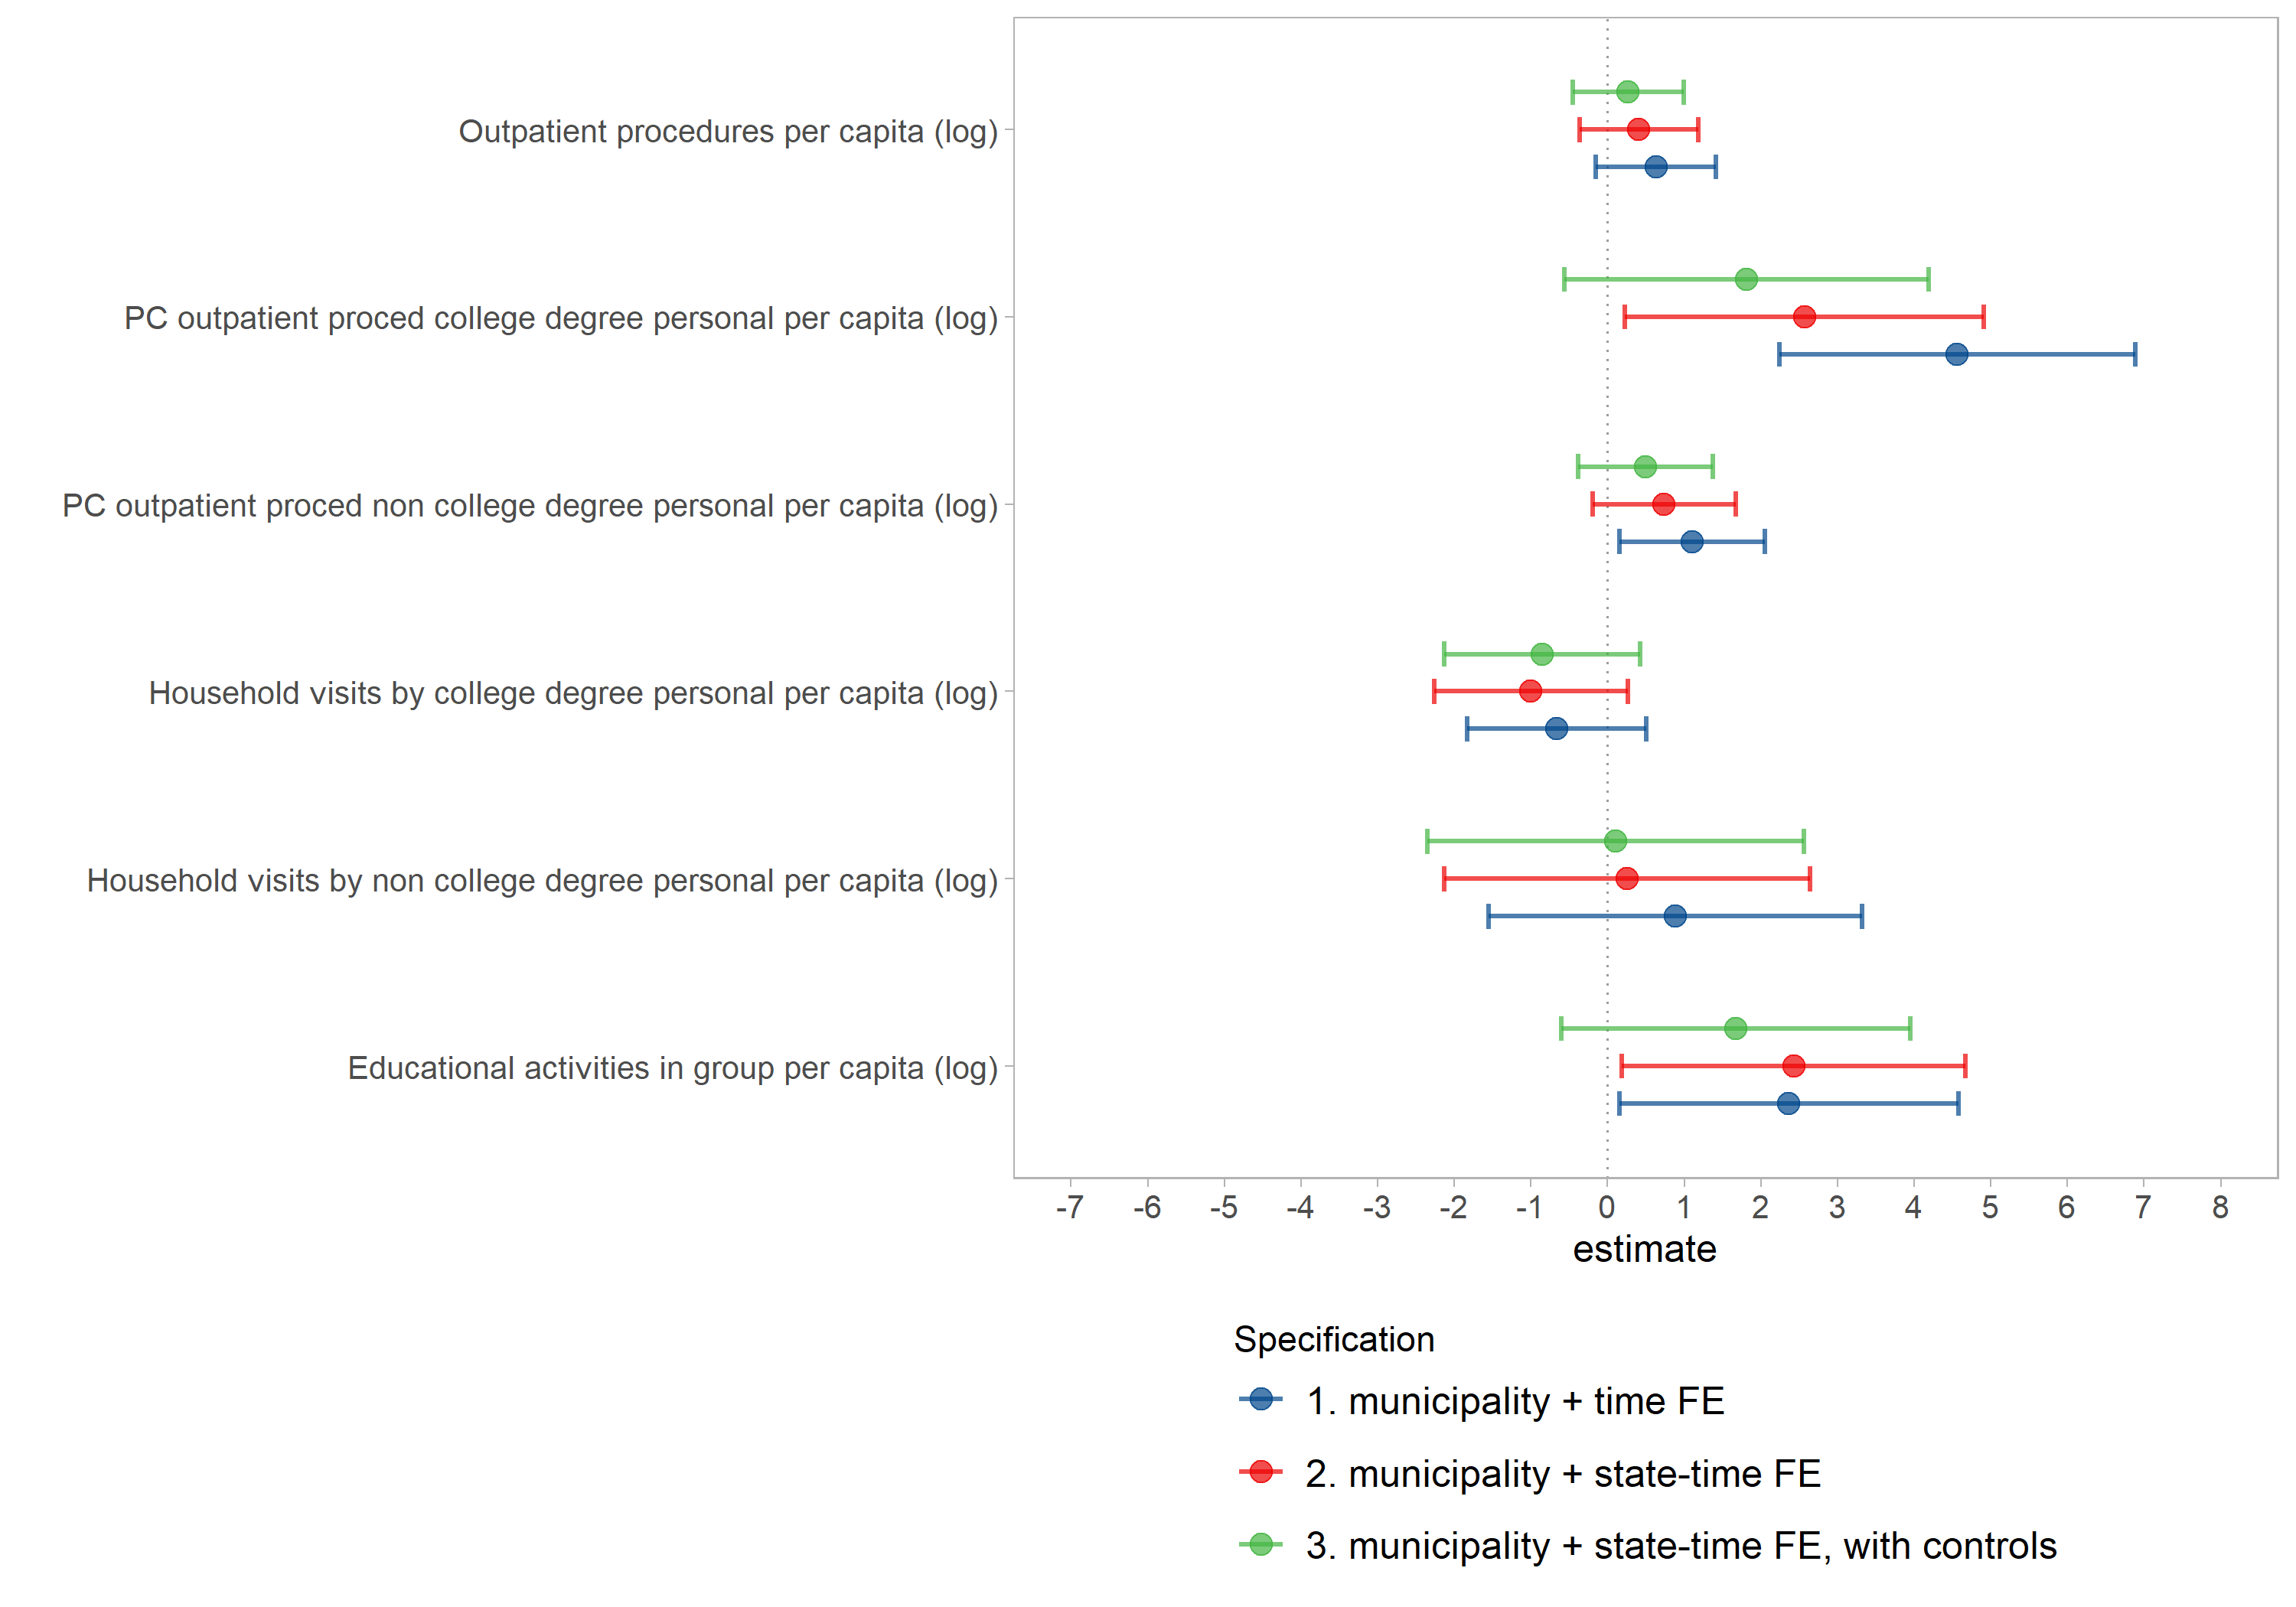 Outpatient procedures per capita (log)
PC outpatient proced college degree personal per capita (log)
PC outpatient proced non college degree personal per capita (log)
Household visits by college degree personal per capita (log)
Household visits by non college degree personal per capita (log)
Educational activities in group per capita (log)
-7 -6 -5 -4 -3 -2 -1 0 1 2 3 4 5 6 7 8
estimate
Specification
1. municipality + time FE
2. municipality + state-time FE
3. municipality + state-time FE, with controls